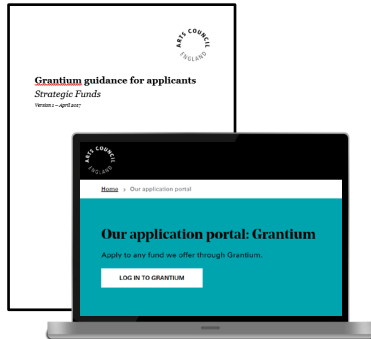 ARTS COUNCIL ENGLAND
Grantium guidance for applicants
Strategic Funds
Version 1 – April 2017
ARTS COUNCIL ENGLAND
Home > Our application portal
Our application portal: Grantium
Apply to any fund we offer through Grantium.
LOG IN TO GRANTIUM